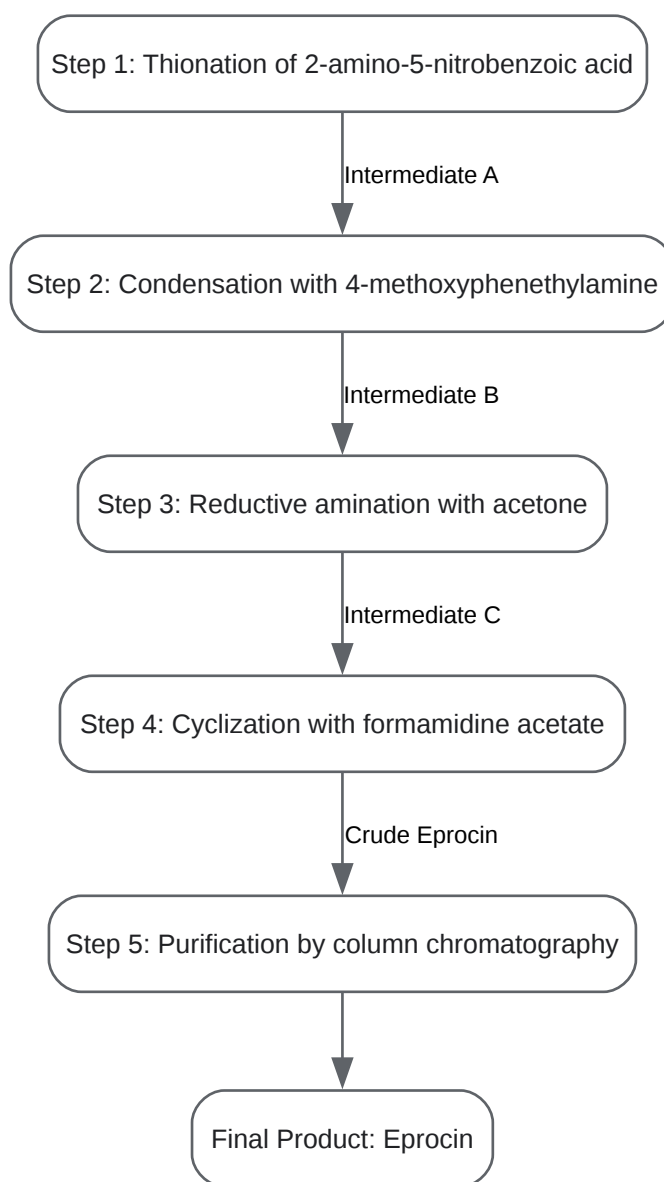 Step 1: Thionation of 2-amino-5-nitrobenzoic acid
Intermediate A
Step 2: Condensation with 4-methoxyphenethylamine
Intermediate B
Step 3: Reductive amination with acetone
Intermediate C
Step 4: Cyclization with formamidine acetate
Crude Eprocin
Step 5: Purification by column chromatography
Final Product: Eprocin